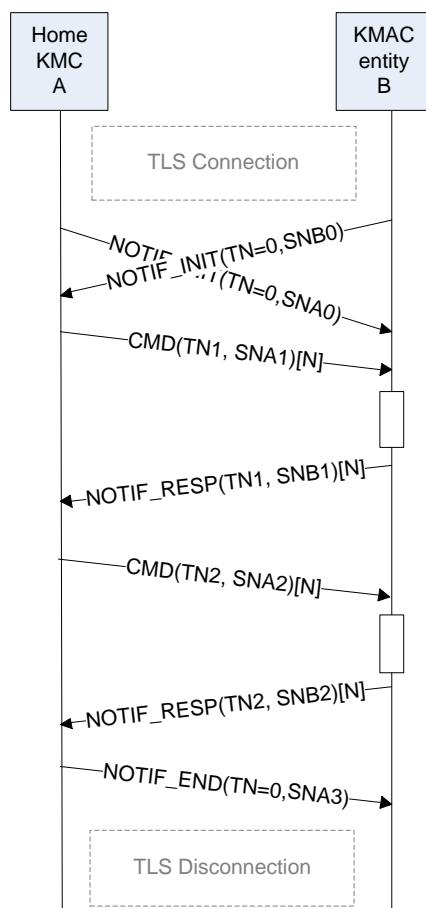 Home
KMC
A
KMAC
entity
B
TLS Connection
NOTIF_INIT(TN=0,SNB0)
NOTIF_INIT(TN=0,SNA0)
CMD(TN1, SNA1)[N]
NOTIF_RESP(TN1, SNB1)[N]
CMD(TN2, SNA2)[N]
NOTIF_RESP(TN2, SNB2)[N]
NOTIF_END(TN=0,SNA3)
TLS Disconnection